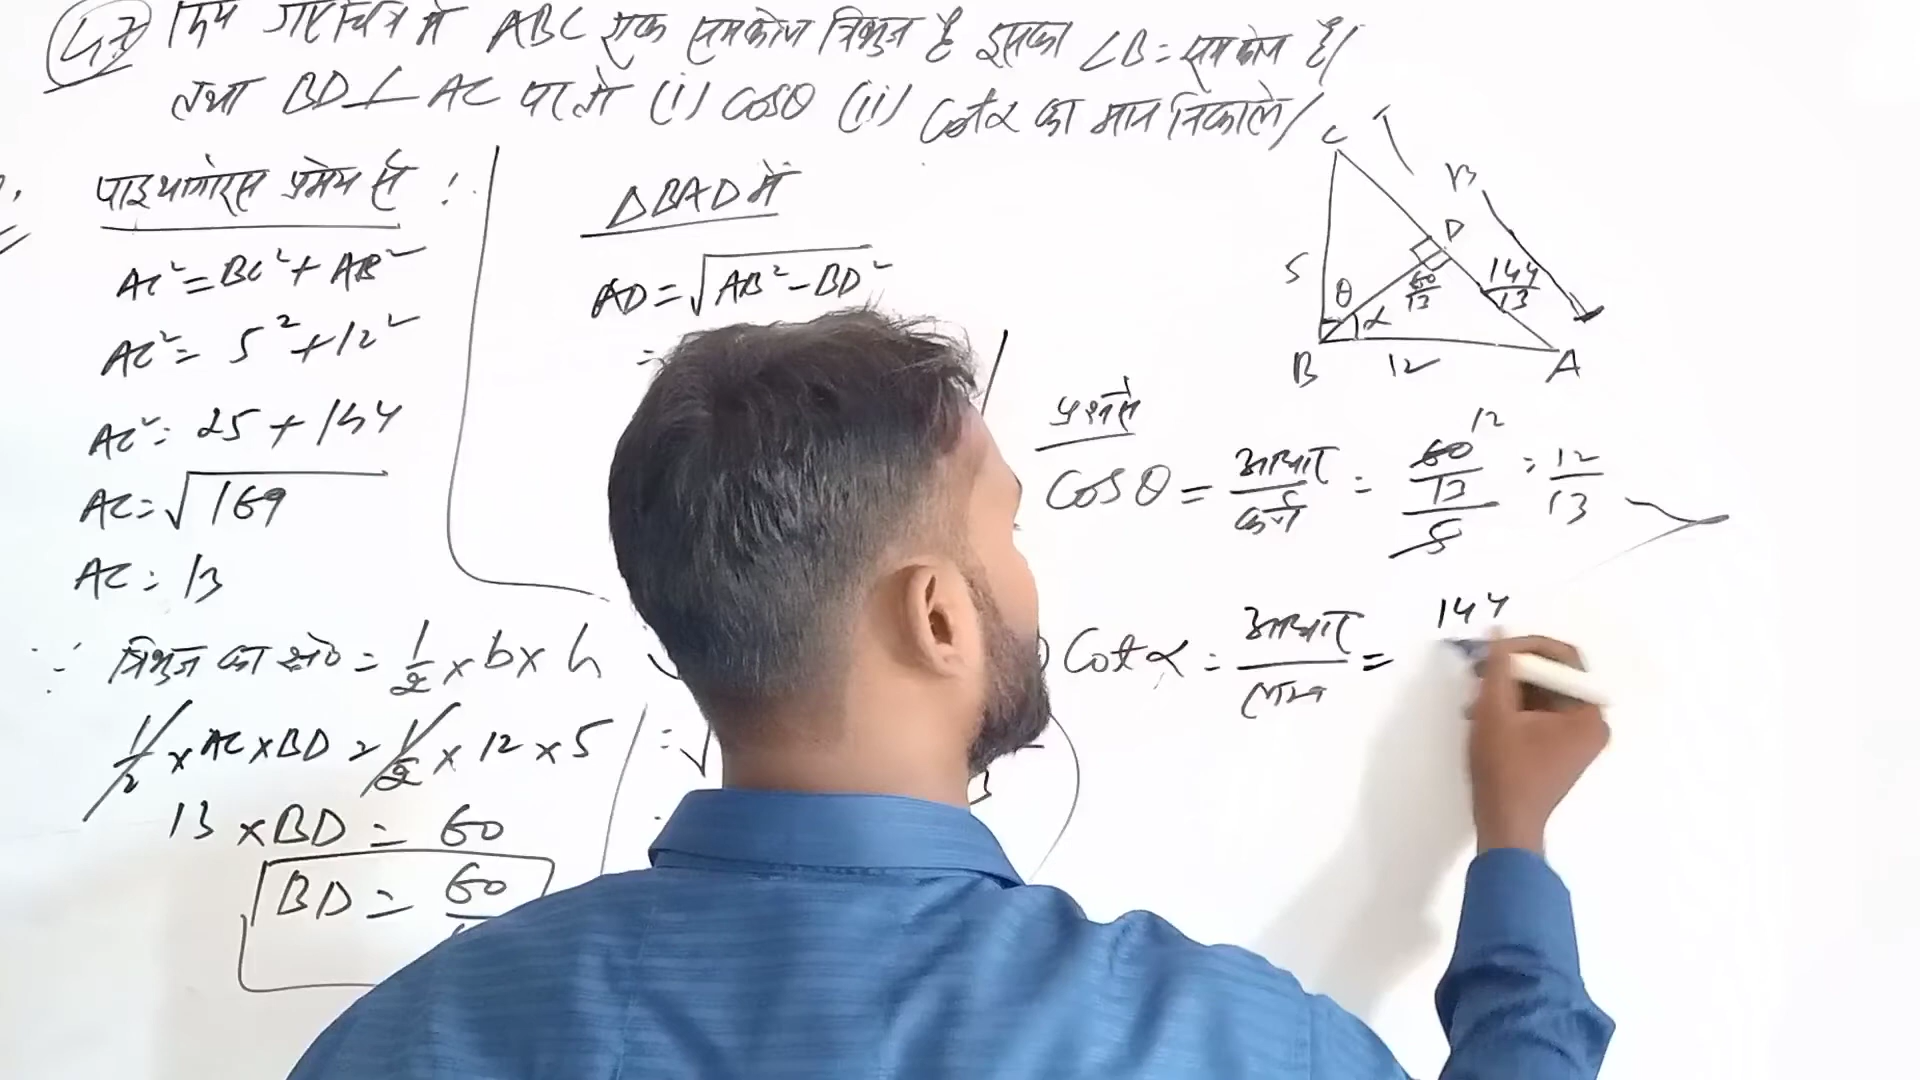 दिये गए चित्र में ABC एक समकोण त्रिभुज है इसका ∠B = समकोण है।
तथा BD ⊥ AC पर तो (i) Cosθ (ii) Cotα का मान निकाले।
पाइथागोरस प्रमेय से :
AC² = BC² + AB²
AC² = 5² + 12²
AC² = 25 + 144
AC = √169
AC = 13
∵ त्रिभुज का क्षे० = 1/2 × b × h
1/2 × AC × BD = 1/2 × 12 × 5
13 × BD = 60
BD = 60
ΔBAD में
AD = √AB² - BD²
=
C
13
D
5
θ
60/13
144/13
α
B
12
A
Cosθ = आधार/कर्ण = 60/13/5 12 = 12/13
Cotα = आधार/लम्ब = 144